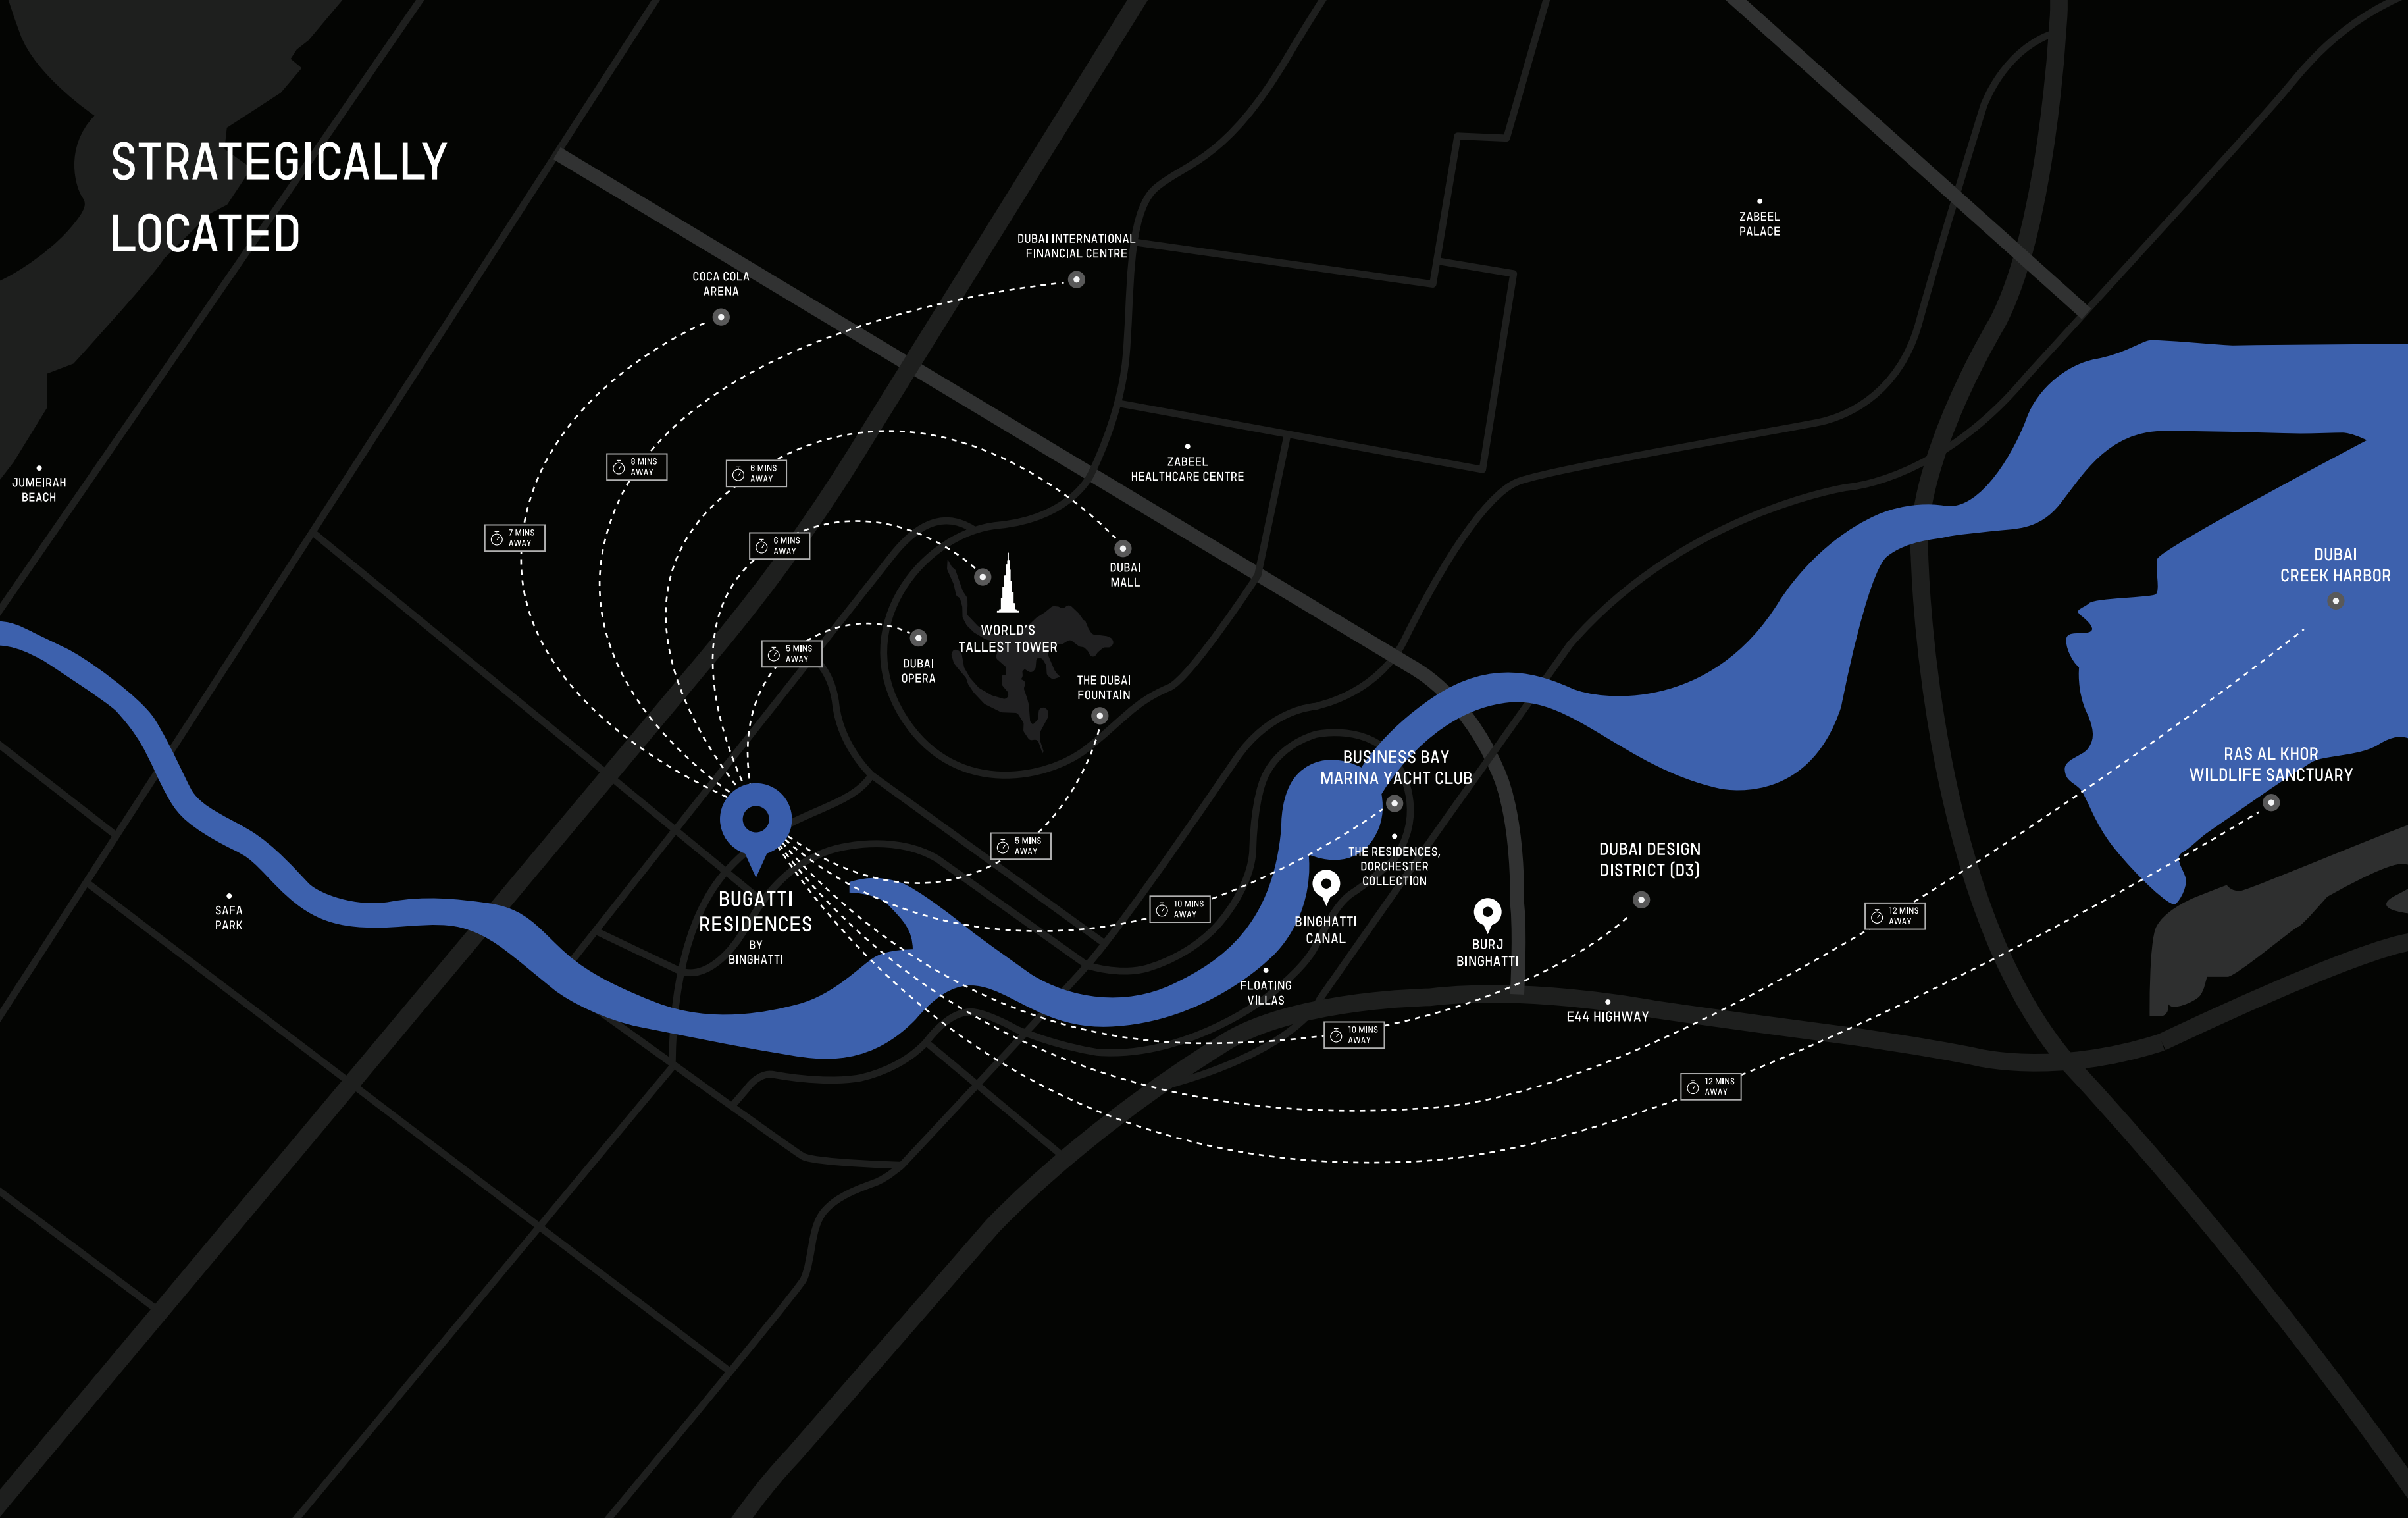 STRATEGICALLY
LOCATED
COCA COLA
ARENA
DUBAI INTERNATIONAL
FINANCIAL CENTRE
ZABEEL
PALACE
JUMEIRAH
BEACH
8 MINS
AWAY
6 MINS
AWAY
ZABEEL
HEALTHCARE CENTRE
7 MINS
AWAY
6 MINS
AWAY
DUBAI
MALL
DUBAI
CREEK HARBOR
WORLD'S
TALLEST TOWER
5 MINS
AWAY
DUBAI
OPERA
THE DUBAI
FOUNTAIN
BUSINESS BAY
MARINA YACHT CLUB
RAS AL KHOR
WILDLIFE SANCTUARY
5 MINS
AWAY
THE RESIDENCES,
DORCHESTER
COLLECTION
DUBAI DESIGN
DISTRICT (D3)
SAFA
PARK
BUGATTI
RESIDENCES
BY
BINGHATTI
10 MINS
AWAY
BINGHATTI
CANAL
BURJ
BINGHATTI
12 MINS
AWAY
FLOATING
VILLAS
E44 HIGHWAY
10 MINS
AWAY
12 MINS
AWAY